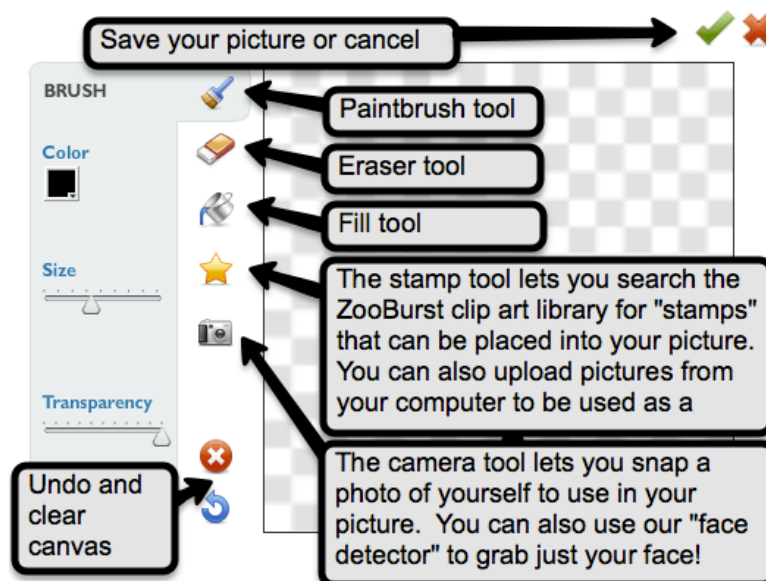 Save your picture or cancel
BRUSH
Paintbrush tool
Color
Eraser tool
Fill tool
Size
The stamp tool lets you search the
ZooBurst clip art library for "stamps"
that can be placed into your picture.
You can also upload pictures from
your computer to be used as a
Transparency
The camera tool lets you snap a
photo of yourself to use in your
picture. You can also use our "face
detector" to grab just your face!
Undo and
clear
canvas